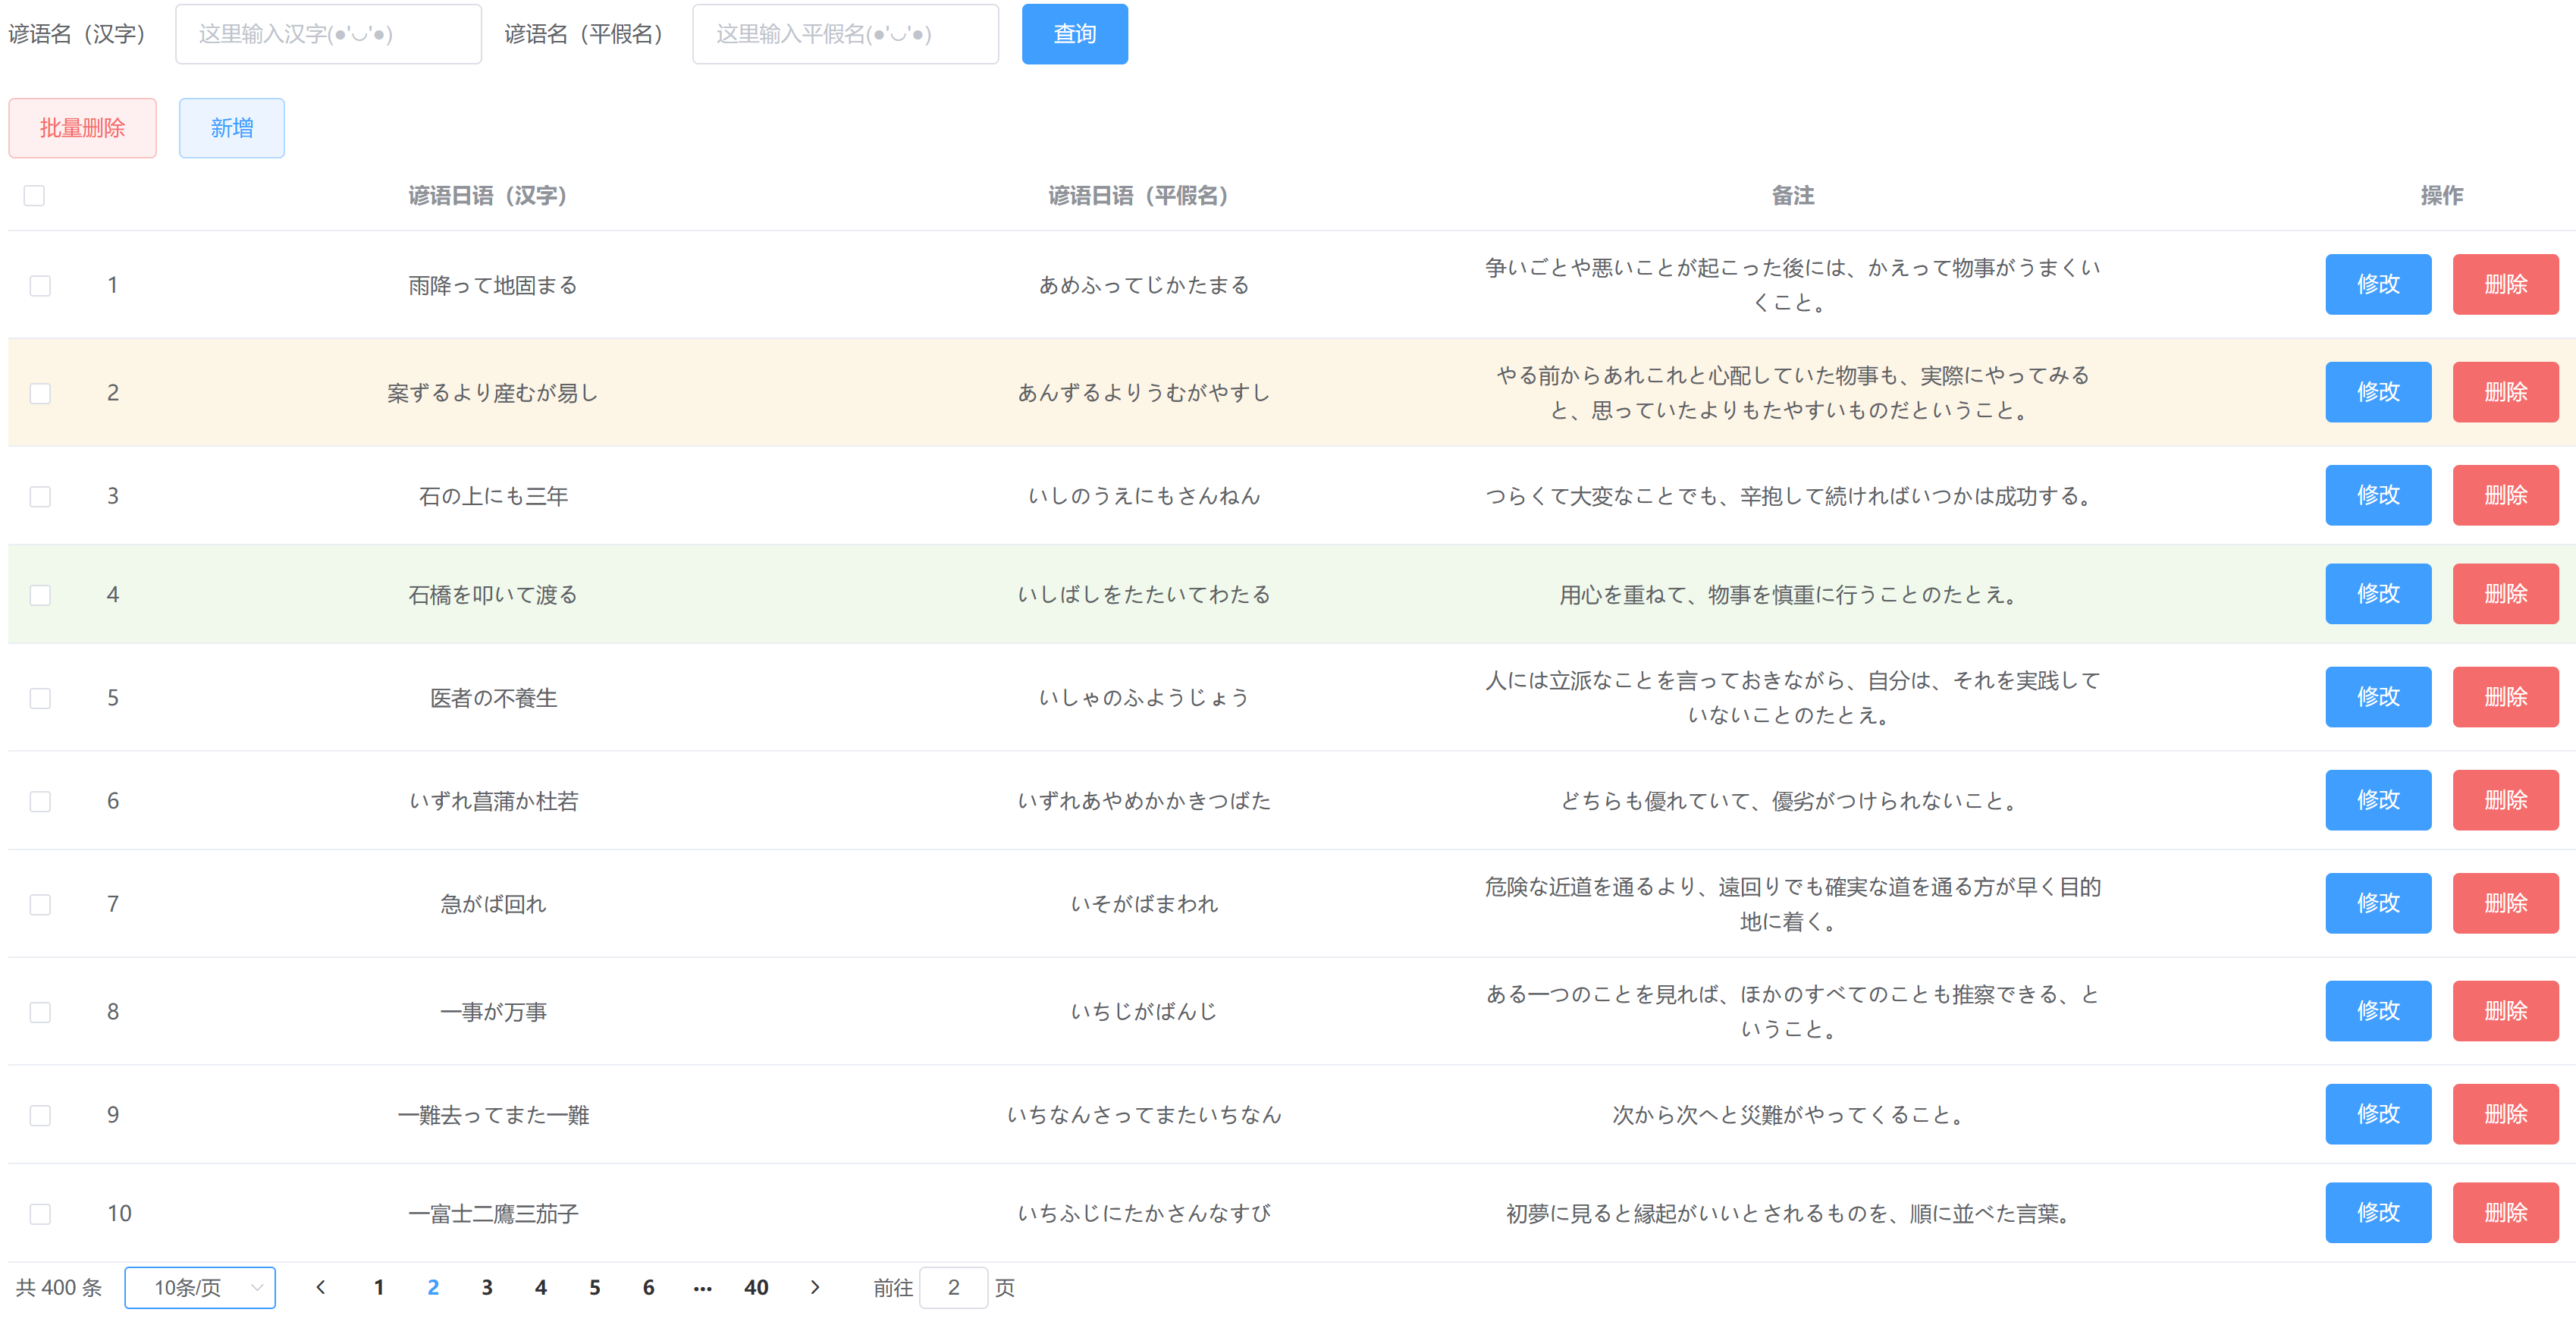 谚语名（汉字） 这里输入汉字(●'◡'●) 谚语名（平假名） 这里输入平假名(●'◡'●) 查询
批量删除 新增
谚语日语（汉字） 谚语日语（平假名） 备注 操作
1 雨降って地固まる あめふってじかたまる 争いごとや悪いことが起こった後には、かえって物事がうまくい 修改 删除
くこと。
2 案ずるより産むが易し あんずるよりうむがやすし やる前からあれこれと心配していた物事も、実際にやってみる 修改 删除
と、思っていたよりもたやすいものだということ。
3 石の上にも三年 いしのうえにもさんねん つらくて大変なことでも、辛抱して続ければいつかは成功する。 修改 删除
4 石橋を叩いて渡る いしばしをたたいてわたる 用心を重ねて、物事を慎重に行うことのたとえ。 修改 删除
5 医者の不養生 いしゃのふようじょう 人には立派なことを言っておきながら、自分は、それを実践して 修改 删除
いないことのたとえ。
6 いずれ菖蒲か杜若 いずれあやめかかきつばた どちらも優れていて、優劣がつけられないこと。 修改 删除
7 急がば回れ いそがばまわれ 危険な近道を通るより、遠回りでも確実な道を通る方が早く目的 修改 删除
地に着く。
8 一事が万事 いちじがばんじ ある一つのことを見れば、ほかのすべてのことも推察できる、と 修改 删除
いうこと。
9 一難去ってまた一難 いちなんさってまたいちなん 次から次へと災難がやってくること。 修改 删除
10 一富士二鷹三茄子 いちふじにたかさんなすび 初夢に見ると縁起がいいとされるものを、順に並べた言葉。 修改 删除
共 400 条 10条/页 1 2 3 4 5 6 ••• 40 前往 2 页